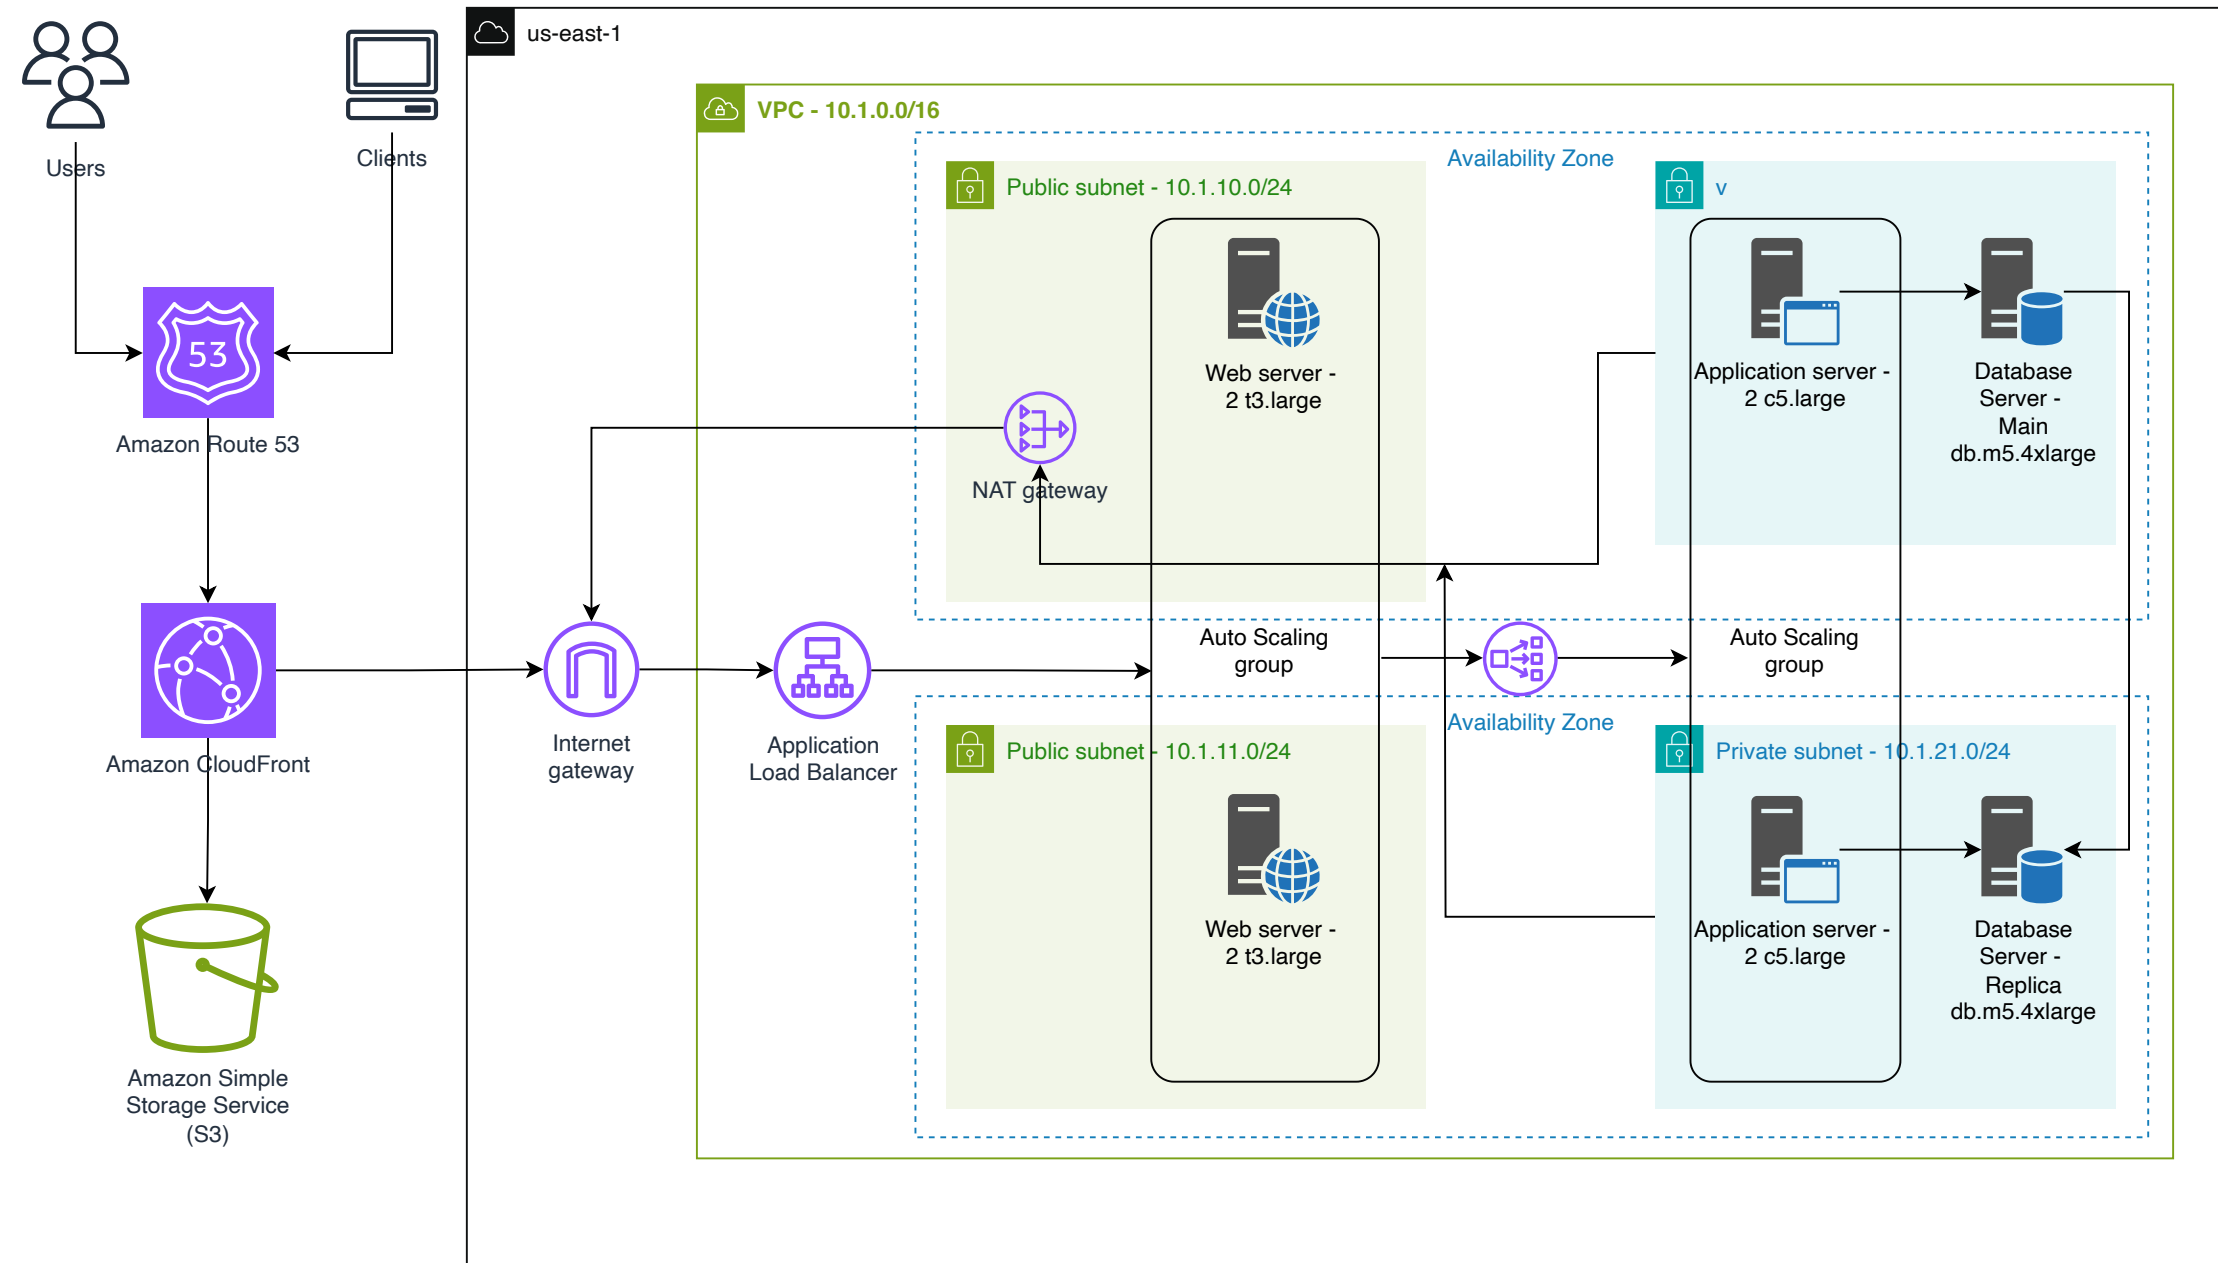 us-east-1
Users
Clients
VPC - 10.1.0.0/16
Availability Zone
Public subnet - 10.1.10.0/24
v
Web server -
2 t3.large
Application server -
2 c5.large
Database
Server -
Main
db.m5.4xlarge
53
Amazon Route 53
NAT gateway
Auto Scaling
group
Auto Scaling
group
Amazon CloudFront
Internet
gateway
Application
Load Balancer
Availability Zone
Public subnet - 10.1.11.0/24
Private subnet - 10.1.21.0/24
Web server -
2 t3.large
Application server -
2 c5.large
Database
Server -
Replica
db.m5.4xlarge
Amazon Simple
Storage Service
(S3)